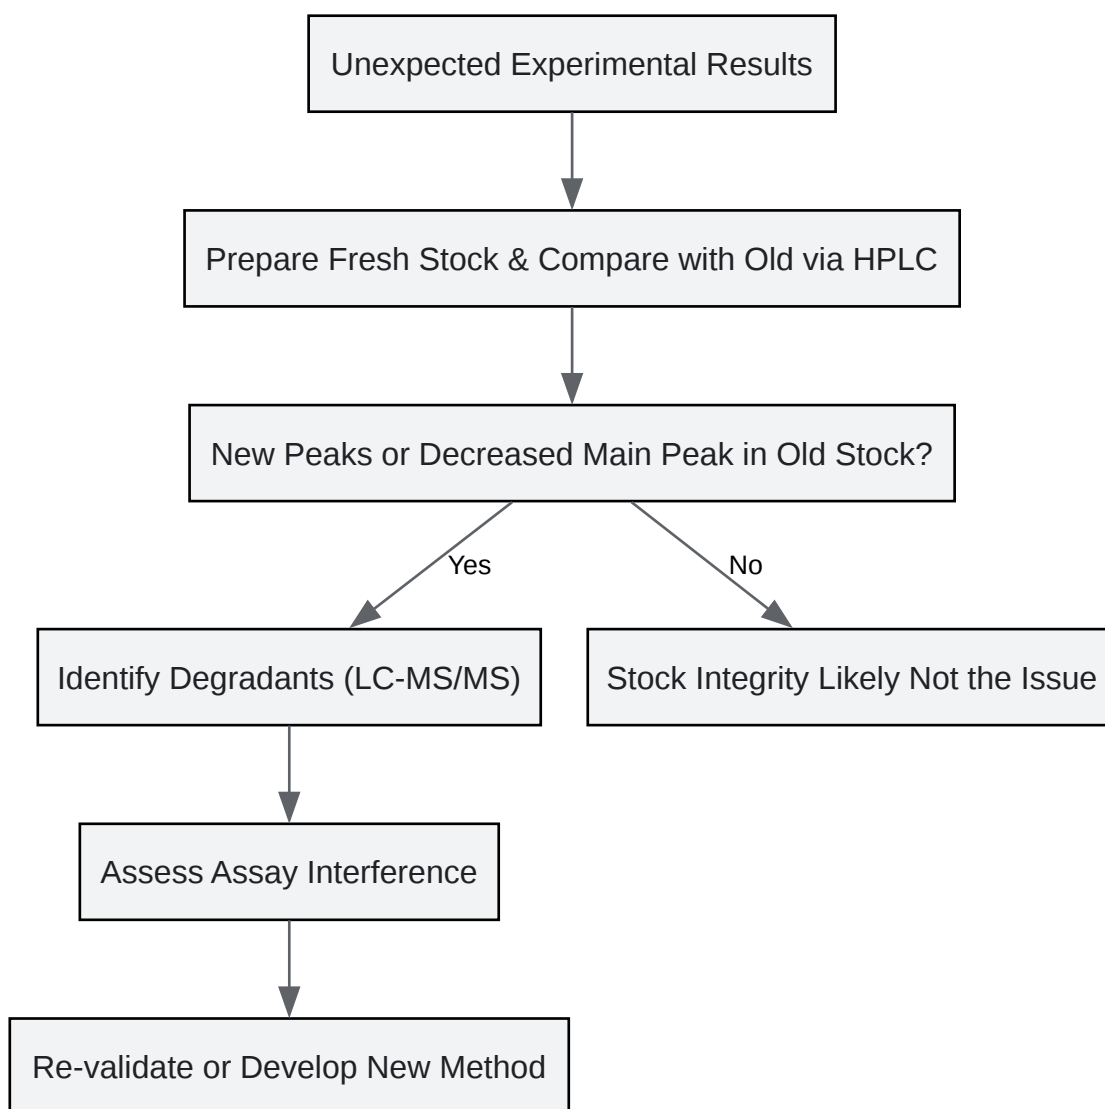 Unexpected Experimental Results
Prepare Fresh Stock & Compare with Old via HPLC
New Peaks or Decreased Main Peak in Old Stock?
Yes
No
Identify Degradants (LC-MS/MS)
Stock Integrity Likely Not the Issue
Assess Assay Interference
Re-validate or Develop New Method